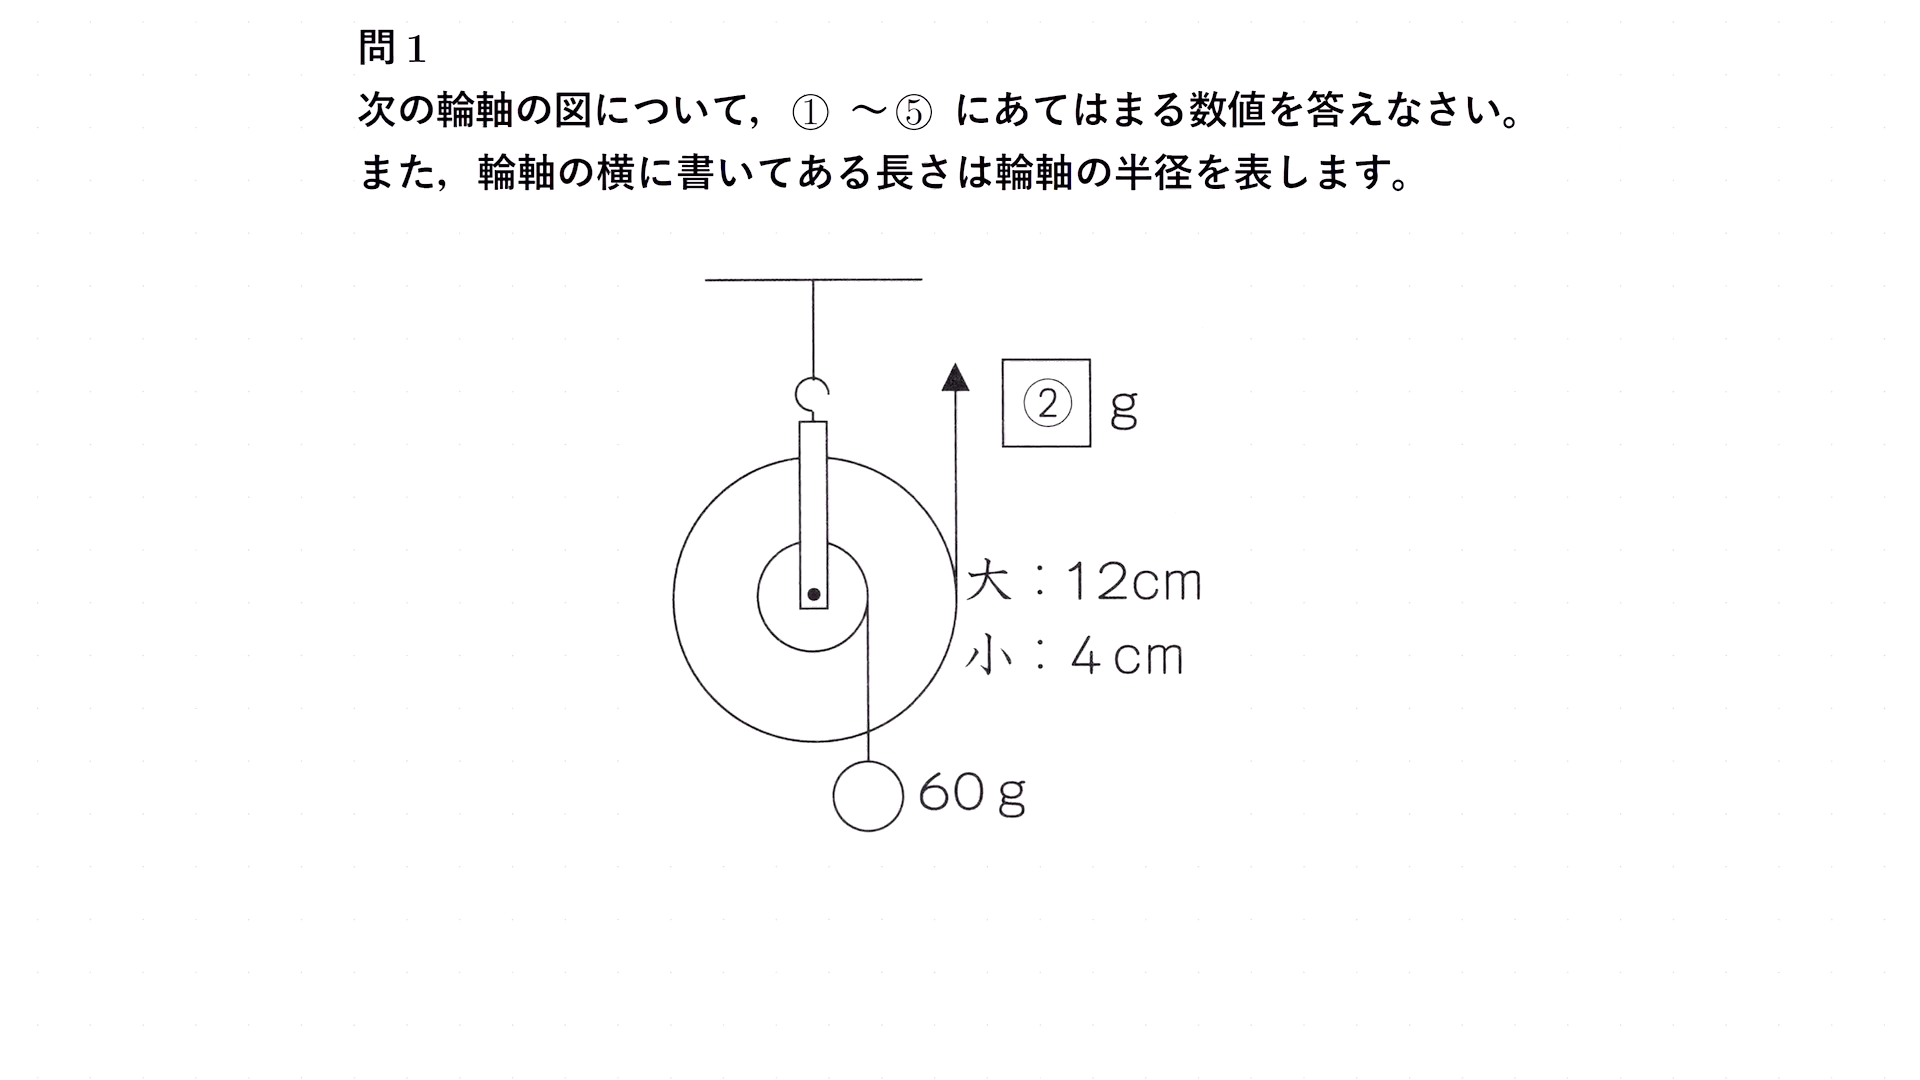 問1
次の輪軸の図について，① ～⑤ にあてはまる数値を答えなさい。
また，輪軸の横に書いてある長さは輪軸の半径を表します。
② g
大：12cm
小：4cm
60g